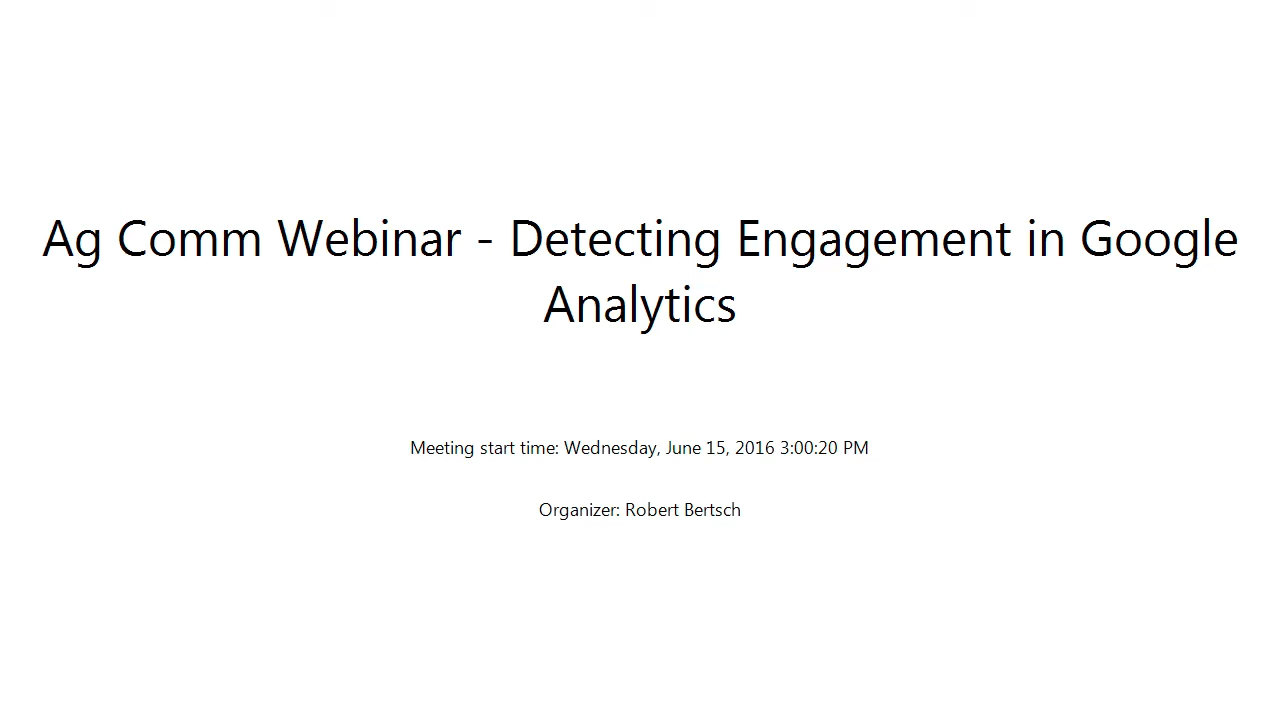 Ag Comm Webinar - Detecting Engagement in Google
Analytics
Meeting start time: Wednesday, June 15, 2016 3:00:20 PM
Organizer: Robert Bertsch